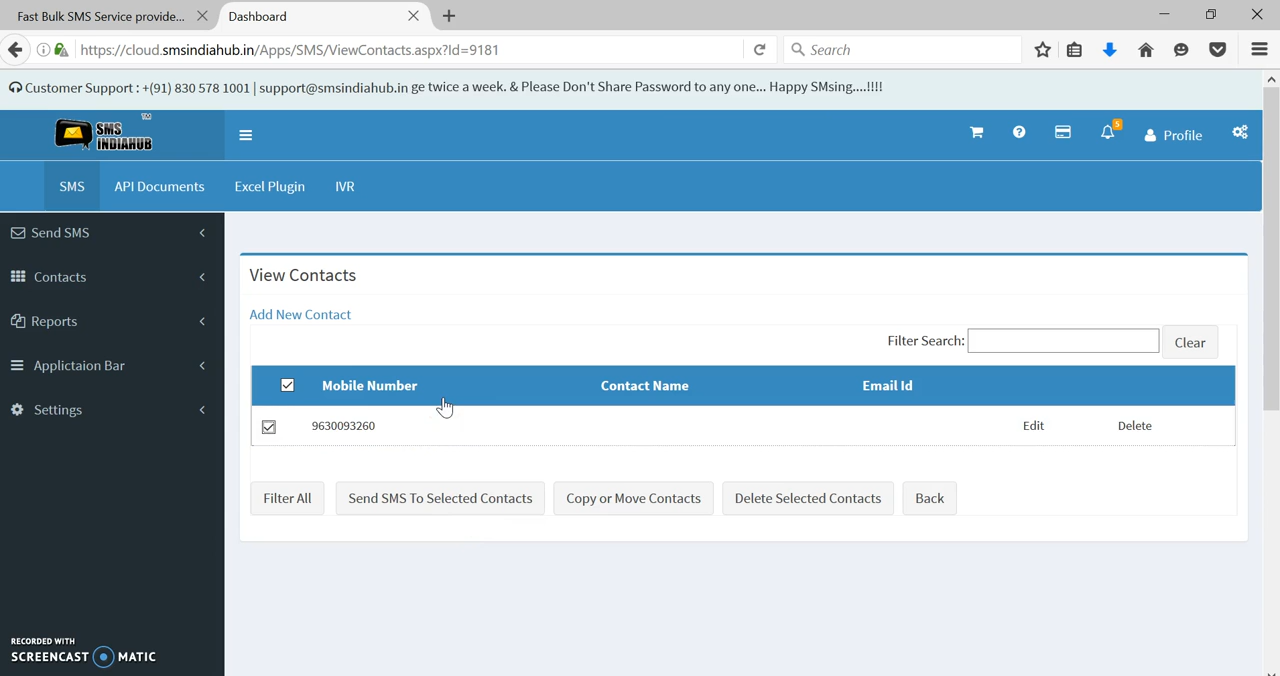 Fast Bulk SMS Service provide... Dashboard
https://cloud.smsindiahub.in/Apps/SMS/ViewContacts.aspx?Id=9181 Search
Customer Support : +(91) 830 578 1001 | support@smsindiahub.in ge twice a week. & Please Don't Share Password to any one... Happy SMsing....!!!!
SMS INDIAHUB TM 5 Profile
SMS API Documents Excel Plugin IVR
Send SMS
Contacts
Reports
Applictaion Bar
Settings
View Contacts
Add New Contact
Filter Search: Clear
Mobile Number Contact Name Email Id
9630093260 Edit Delete
Filter All Send SMS To Selected Contacts Copy or Move Contacts Delete Selected Contacts Back
RECORDED WITH
SCREENCAST MATIC